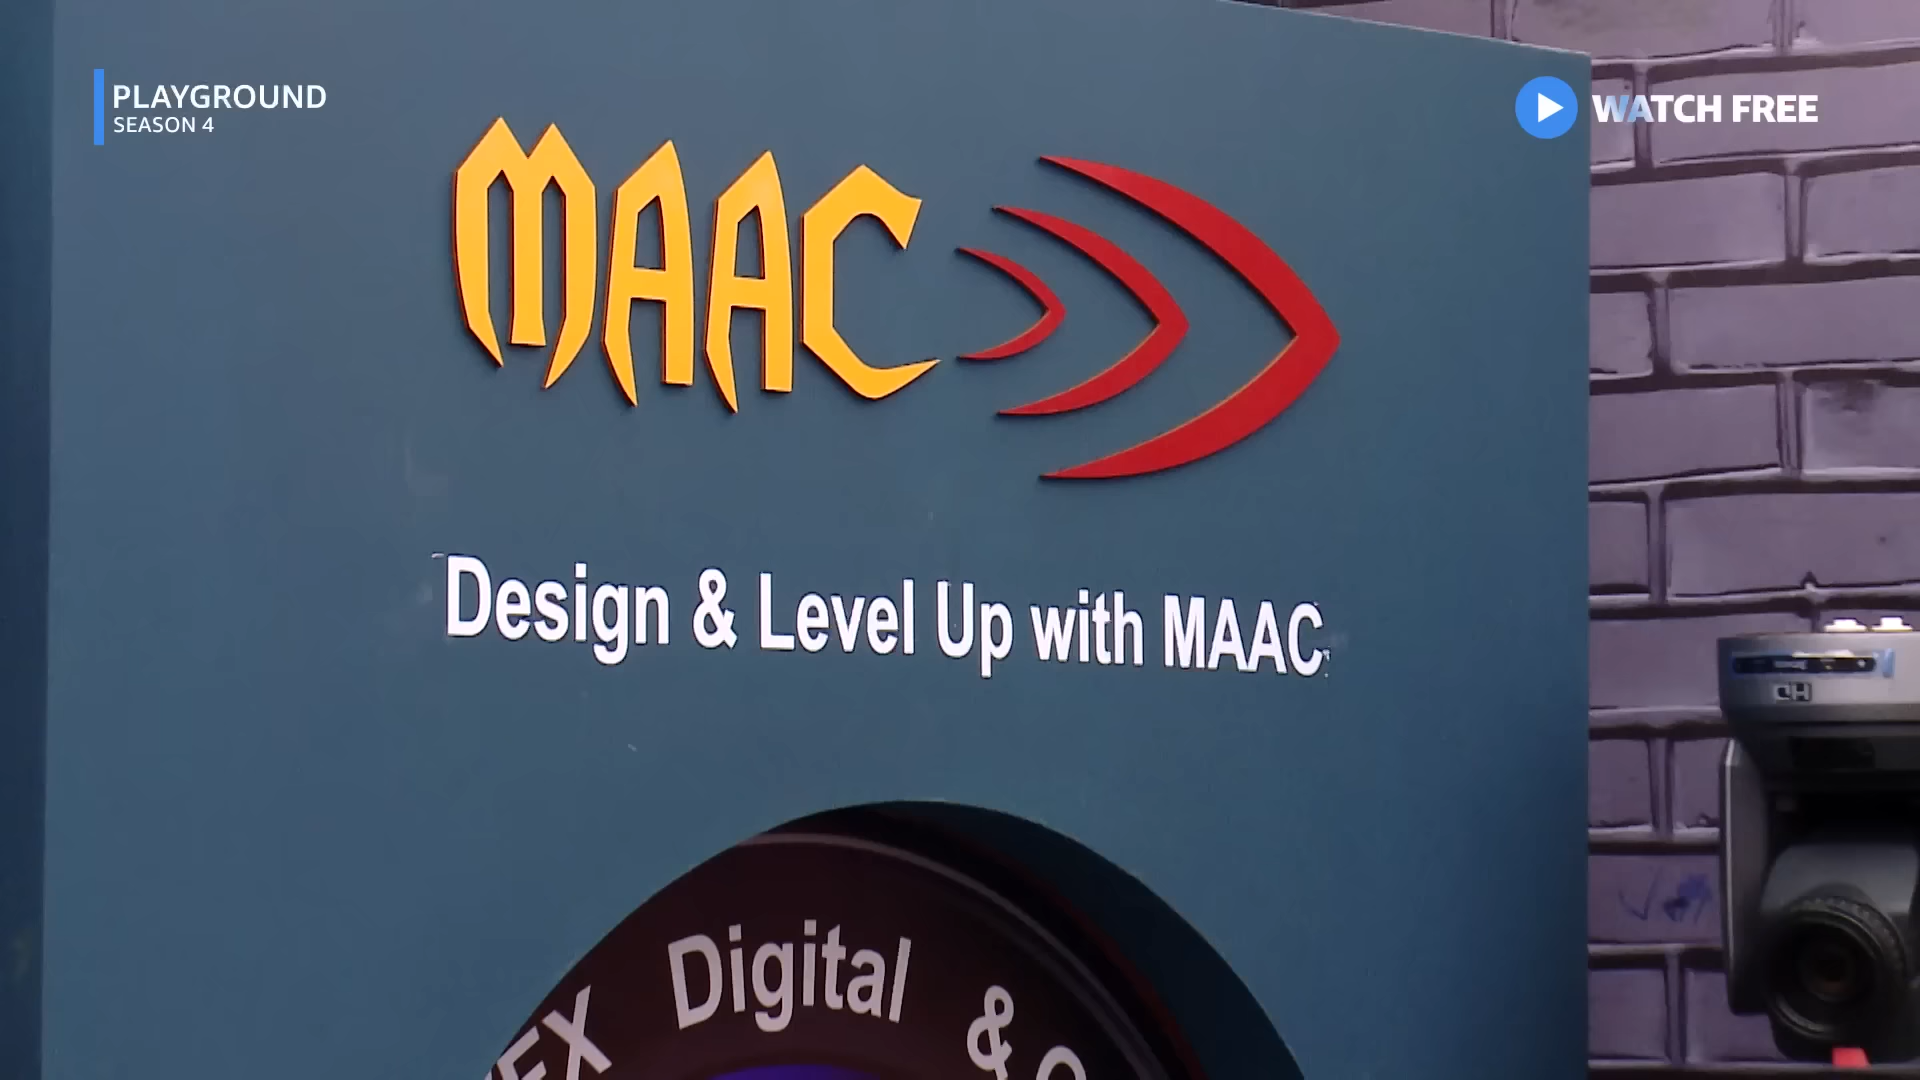 PLAYGROUND
SEASON 4
WATCH FREE
MAAC
Design & Level Up with MAAC
Digital &